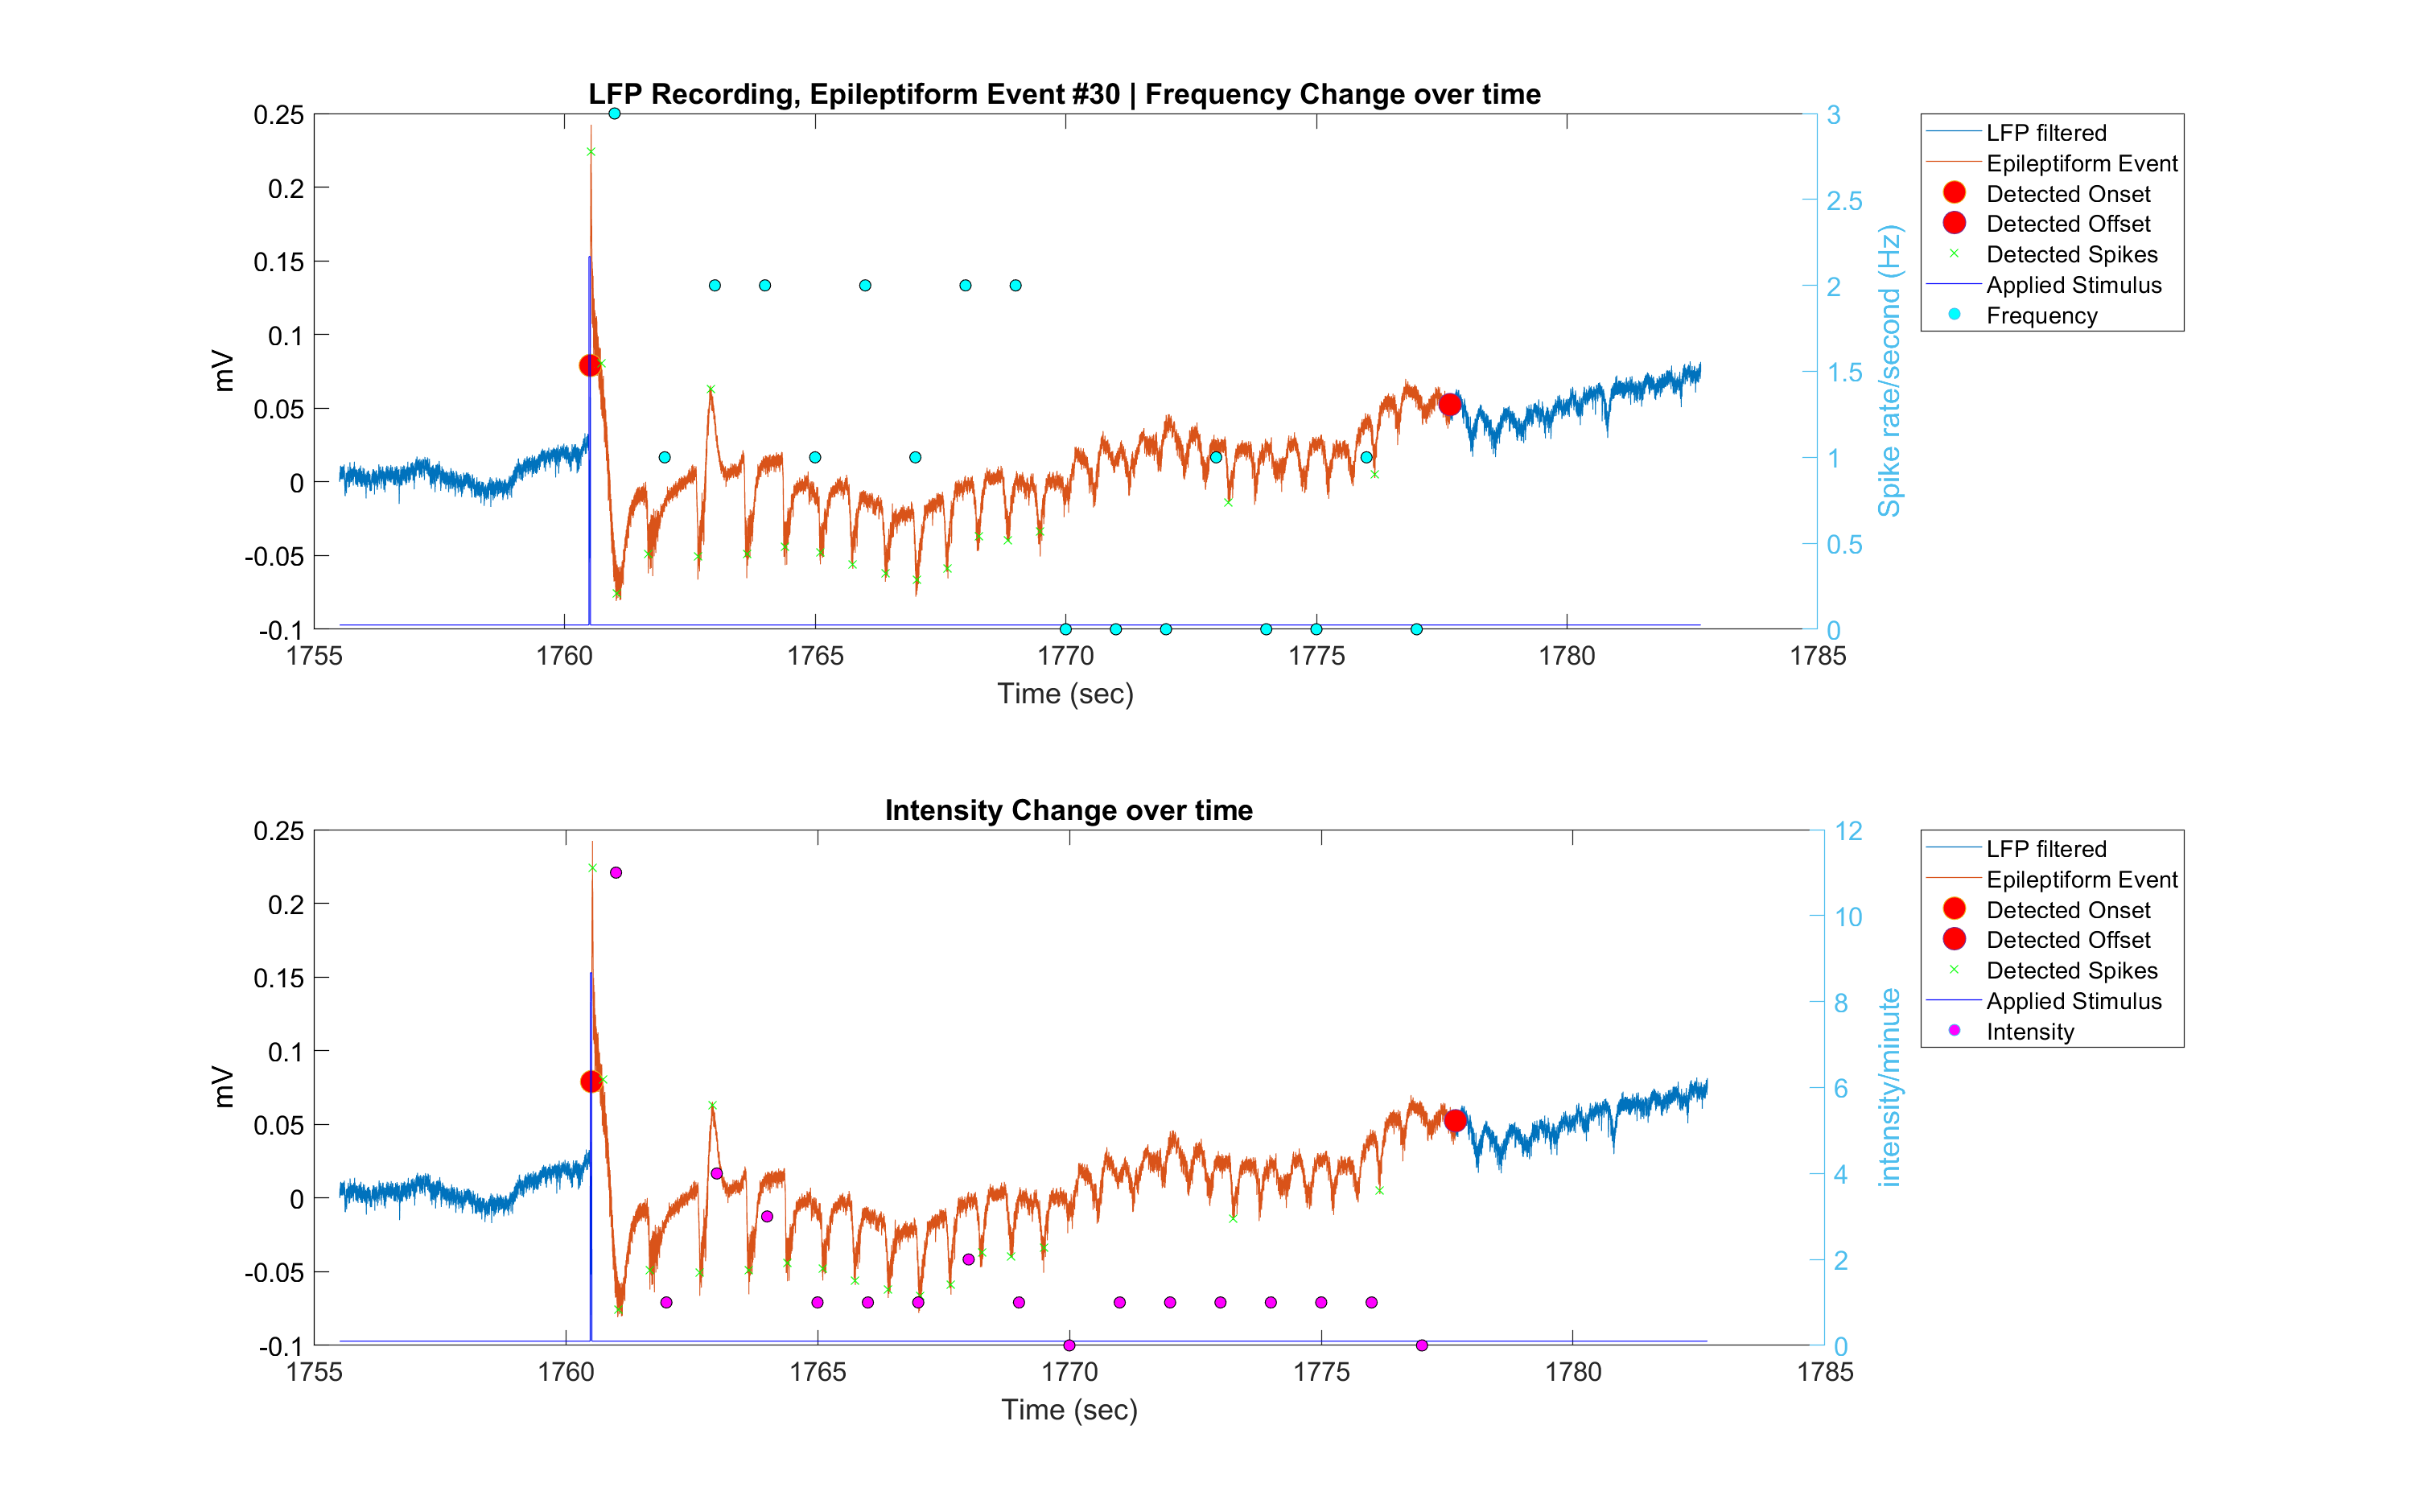 LFP Recording, Epileptiform Event #30 | Frequency Change over time
0.25
0.2
0.15
0.1
0.05
0
-0.05
-0.1
mV
1755
1760
1765
1770
1775
1780
1785
Time (sec)
3
2.5
2
1.5
1
0.5
0
Spike rate/second (Hz)
LFP filtered
Epileptiform Event
Detected Onset
Detected Offset
Detected Spikes
Applied Stimulus
Frequency
Intensity Change over time
0.25
0.2
0.15
0.1
0.05
0
-0.05
-0.1
mV
1755
1760
1765
1770
1775
1780
1785
Time (sec)
12
10
8
6
4
2
0
intensity/minute
LFP filtered
Epileptiform Event
Detected Onset
Detected Offset
Detected Spikes
Applied Stimulus
Intensity